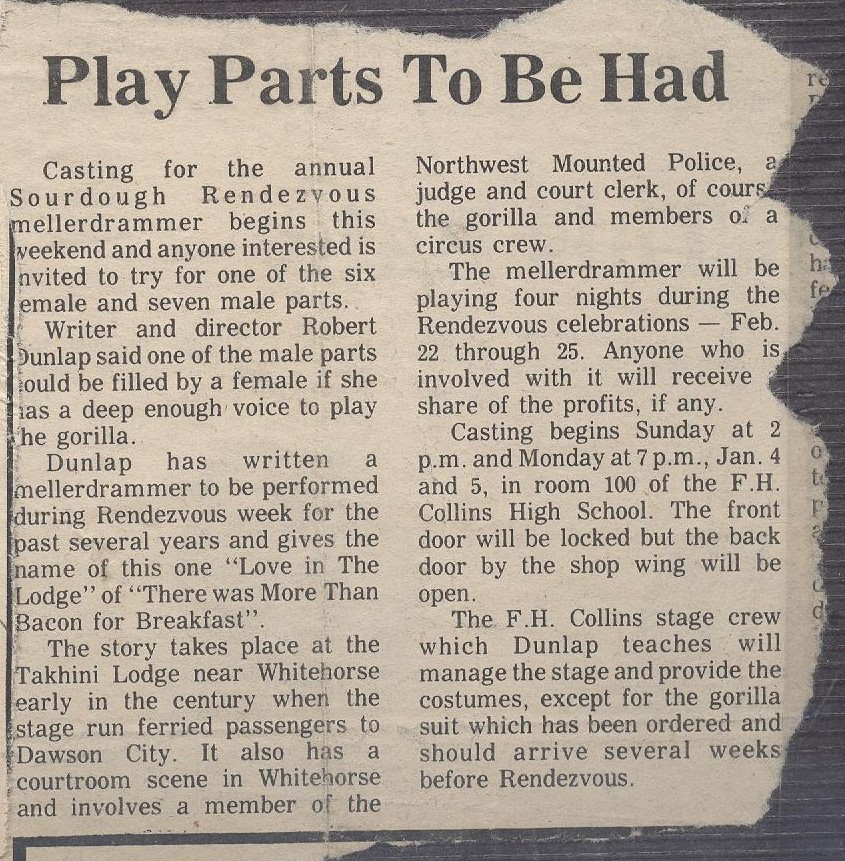 Play Parts To Be Had
Casting for the annual
Sourdough Rendezvous
mellerdrammer begins this
weekend and anyone interested is
nvited to try for one of the six
emale and seven male parts.
Writer and director Robert
Dunlap said one of the male parts
ould be filled by a female if she
has a deep enough voice to play
he gorilla.
Dunlap has written a
mellerdrammer to be performed
during Rendezvous week for the
past several years and gives the
name of this one “Love in The
Lodge” of “There was More Than
Bacon for Breakfast”.
The story takes place at the
Takhini Lodge near Whitehorse
early in the century when the
stage run ferried passengers to
Dawson City. It also has a
courtroom scene in Whitehorse
and involves a member of the
Northwest Mounted Police, a
judge and court clerk, of cours
the gorilla and members of a
circus crew.
The mellerdrammer will be
playing four nights during the
Rendezvous celebrations — Feb.
22 through 25. Anyone who is
involved with it will receive
share of the profits, if any.
Casting begins Sunday at 2
p.m. and Monday at 7 p.m., Jan. 4
and 5, in room 100 of the F.H.
Collins High School. The front
door will be locked but the back
door by the shop wing will be
open.
The F.H. Collins stage crew
which Dunlap teaches will
manage the stage and provide the
costumes, except for the gorilla
suit which has been ordered and
should arrive several weeks
before Rendezvous.